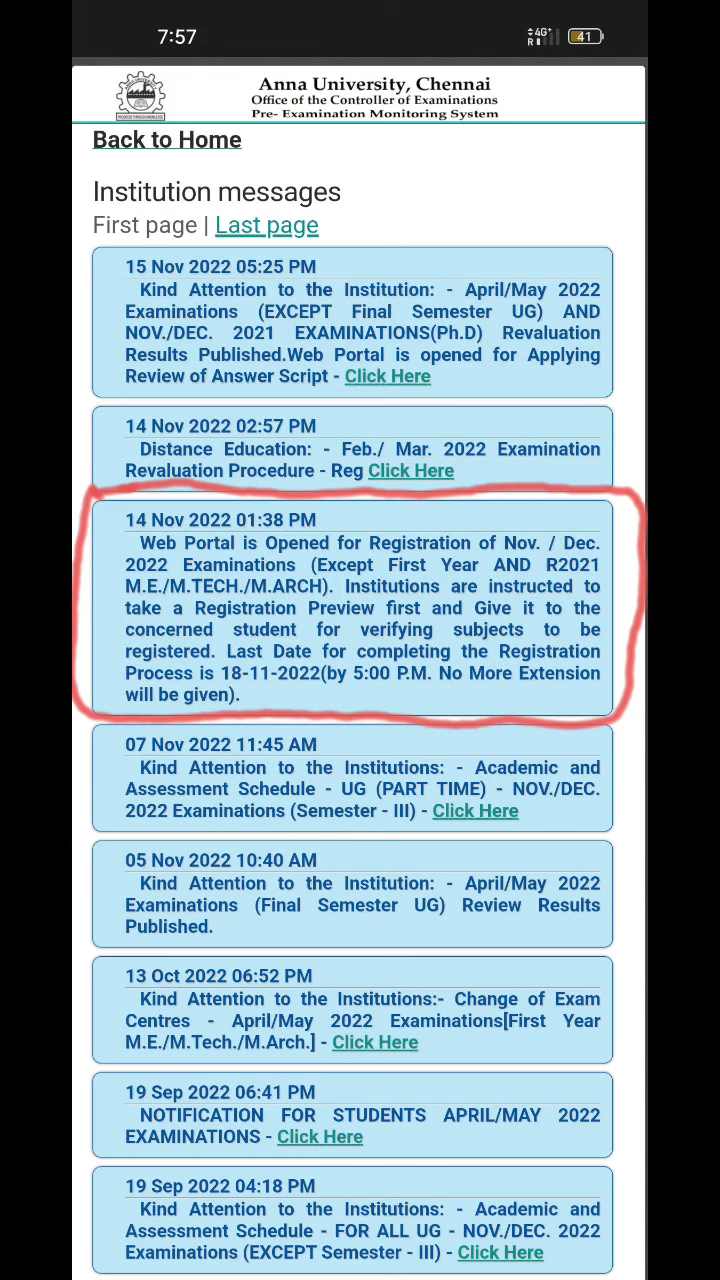 7:57
4G+
R
41
Anna University, Chennai
Office of the Controller of Examinations
Pre- Examination Monitoring System
PROGRESS THROUGH KNOWLEDGE
Back to Home
Institution messages
First page | Last page
15 Nov 2022 05:25 PM
Kind Attention to the Institution: - April/May 2022
Examinations (EXCEPT Final Semester UG) AND
NOV./DEC. 2021 EXAMINATIONS(Ph.D) Revaluation
Results Published.Web Portal is opened for Applying
Review of Answer Script - Click Here
14 Nov 2022 02:57 PM
Distance Education: - Feb./ Mar. 2022 Examination
Revaluation Procedure - Reg Click Here
14 Nov 2022 01:38 PM
Web Portal is Opened for Registration of Nov. / Dec.
2022 Examinations (Except First Year AND R2021
M.E./M.TECH./M.ARCH). Institutions are instructed to
take a Registration Preview first and Give it to the
concerned student for verifying subjects to be
registered. Last Date for completing the Registration
Process is 18-11-2022(by 5:00 P.M. No More Extension
will be given).
07 Nov 2022 11:45 AM
Kind Attention to the Institutions: - Academic and
Assessment Schedule - UG (PART TIME) - NOV./DEC.
2022 Examinations (Semester - III) - Click Here
05 Nov 2022 10:40 AM
Kind Attention to the Institution: - April/May 2022
Examinations (Final Semester UG) Review Results
Published.
13 Oct 2022 06:52 PM
Kind Attention to the Institutions:- Change of Exam
Centres - April/May 2022 Examinations[First Year
M.E./M.Tech./M.Arch.] - Click Here
19 Sep 2022 06:41 PM
NOTIFICATION FOR STUDENTS APRIL/MAY 2022
EXAMINATIONS - Click Here
19 Sep 2022 04:18 PM
Kind Attention to the Institutions: - Academic and
Assessment Schedule - FOR ALL UG - NOV./DEC. 2022
Examinations (EXCEPT Semester - III) - Click Here